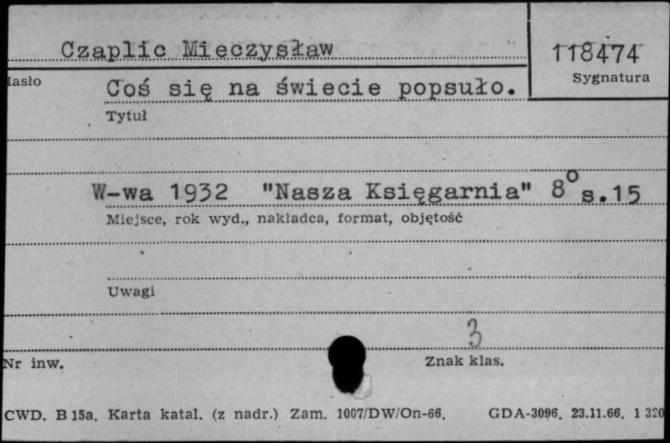 Czaplic Mieczysław
118474
Hasło
Sygnatura
Coś się na świecie popsuło.
Tytuł
W-wa 1932 "Nasza Księgarnia" 8° s.15
Miejsce, rok wyd., nakładca, format, objętość
Uwagi
3
Nr inw.
Znak klas.
CWD. B 15a. Karta katal. (z nadr.) Zam. 1007/DW/On-66. GDA-3096. 23.11.66. 1 320